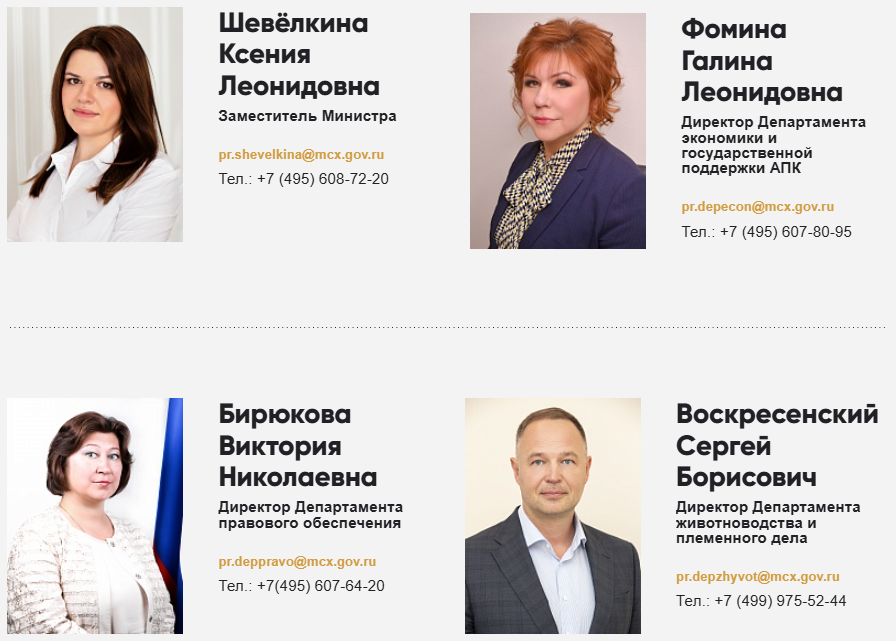 Шевёлкина
Ксения
Леонидовна
Заместитель Министра
pr.shevelkina@mcx.gov.ru
Тел.: +7 (495) 608-72-20
Фомина
Галина
Леонидовна
Директор Департамента
экономики и
государственной
поддержки АПК
pr.depecon@mcx.gov.ru
Тел.: +7 (495) 607-80-95
Бирюкова
Виктория
Николаевна
Директор Департамента
правового обеспечения
pr.deppravo@mcx.gov.ru
Тел.: +7(495) 607-64-20
Воскресенский
Сергей
Борисович
Директор Департамента
животноводства и
племенного дела
pr.depzhyvot@mcx.gov.ru
Тел.: +7 (499) 975-52-44